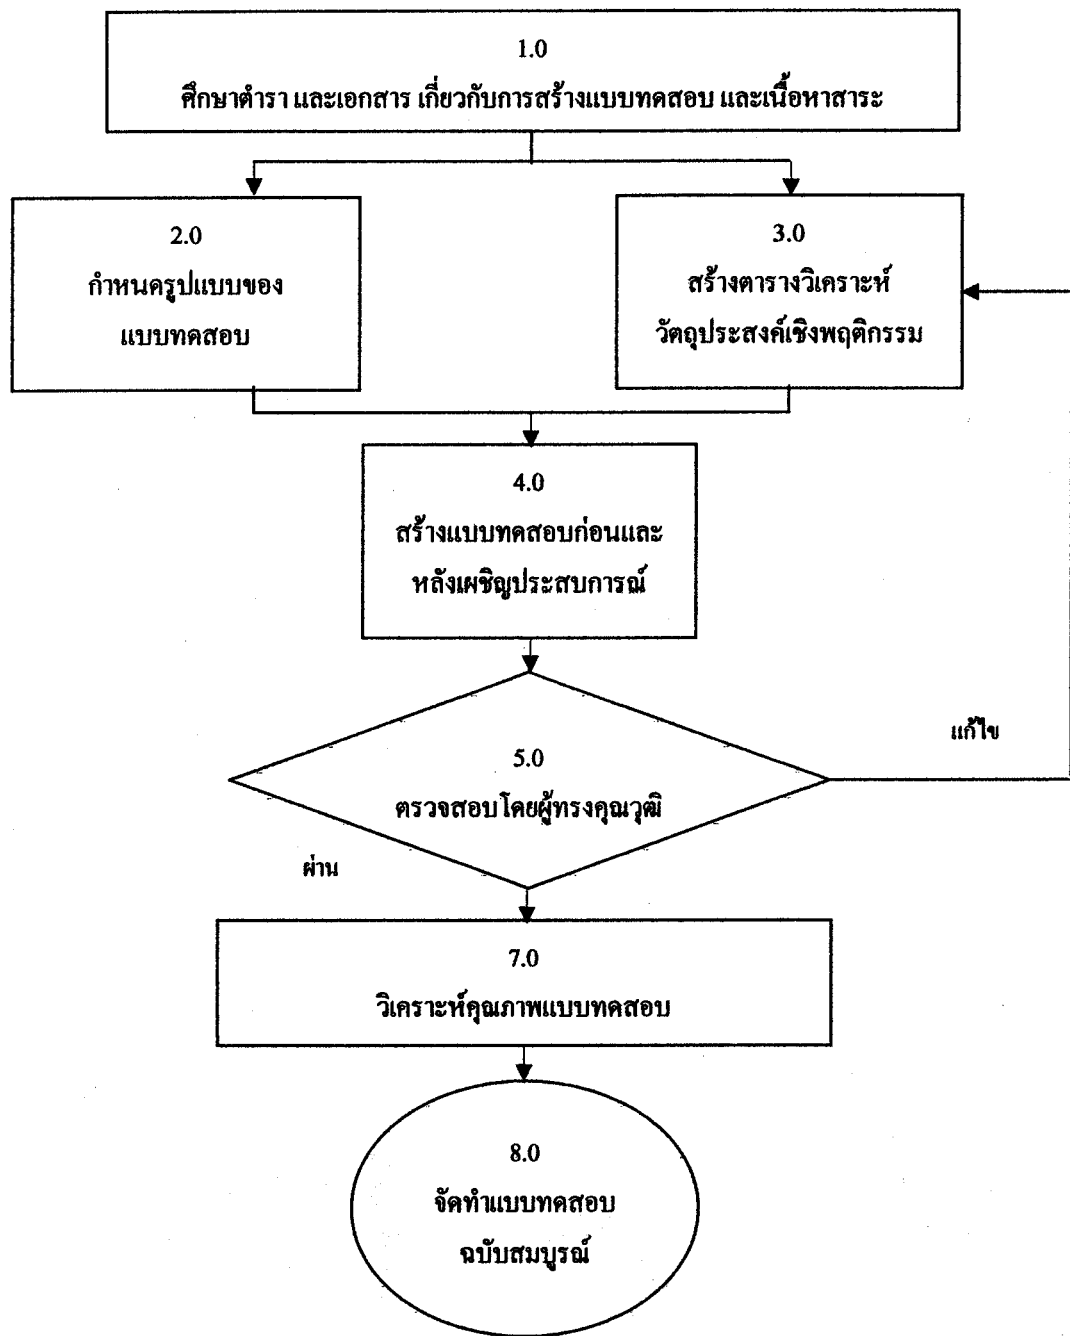 1.0
ศึกษาตำรา และเอกสาร เกี่ยวกับการสร้างแบบทดสอบ และเนื้อหาสาระ
2.0
กำหนดรูปแบบของ
แบบทดสอบ
3.0
สร้างตารางวิเคราะห์
วัตถุประสงค์เชิงพฤติกรรม
4.0
สร้างแบบทดสอบก่อนและ
หลังเผชิญประสบการณ์
แก้ไข
5.0
ตรวจสอบโดยผู้ทรงคุณวุฒิ
ผ่าน
7.0
วิเคราะห์คุณภาพแบบทดสอบ
8.0
จัดทำแบบทดสอบ
ฉบับสมบูรณ์